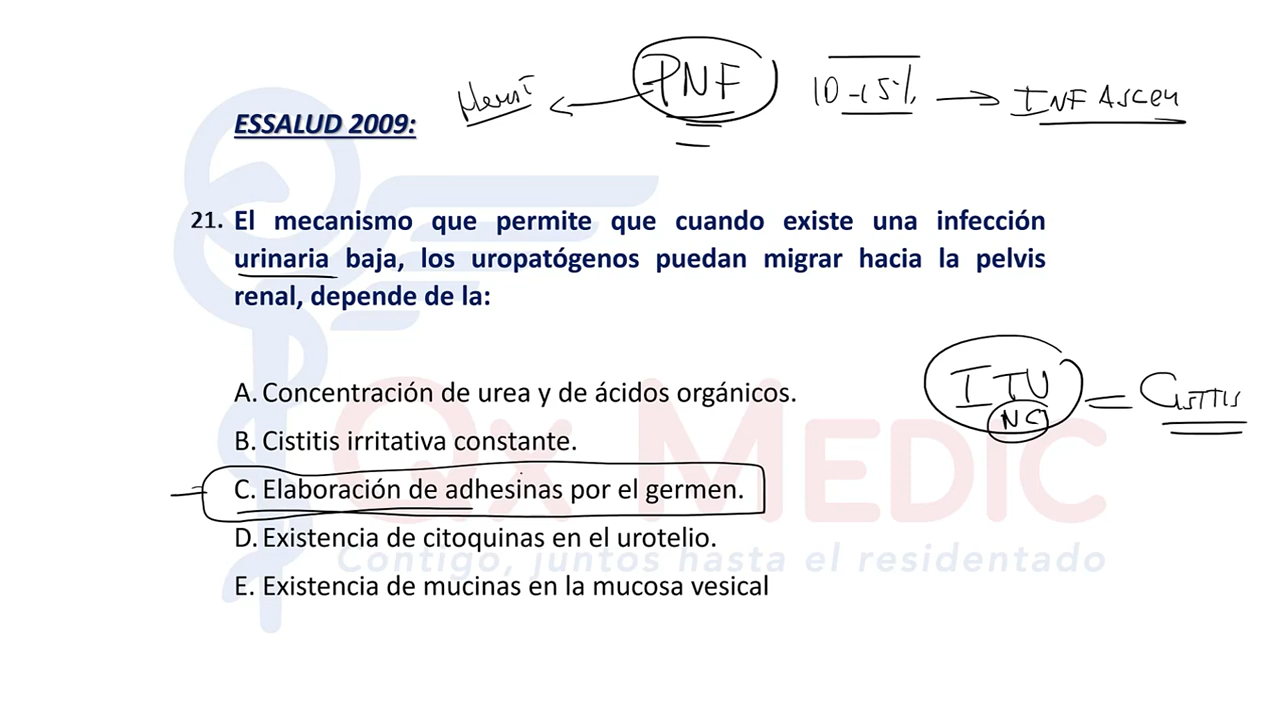 PNF 10-15% → INF ASCEN
ESSALUD 2009:
21. El mecanismo que permite que cuando existe una infección
urinaria baja, los uropatógenos puedan migrar hacia la pelvis
renal, depende de la:
ITU = CISTITIS
NC
A. Concentración de urea y de ácidos orgánicos.
B. Cistitis irritativa constante.
C. Elaboración de adhesinas por el germen.
D. Existencia de citoquinas en el urotelio.
E. Existencia de mucinas en la mucosa vesical
Qx MEDIC
Contigo, juntos hasta el residentado